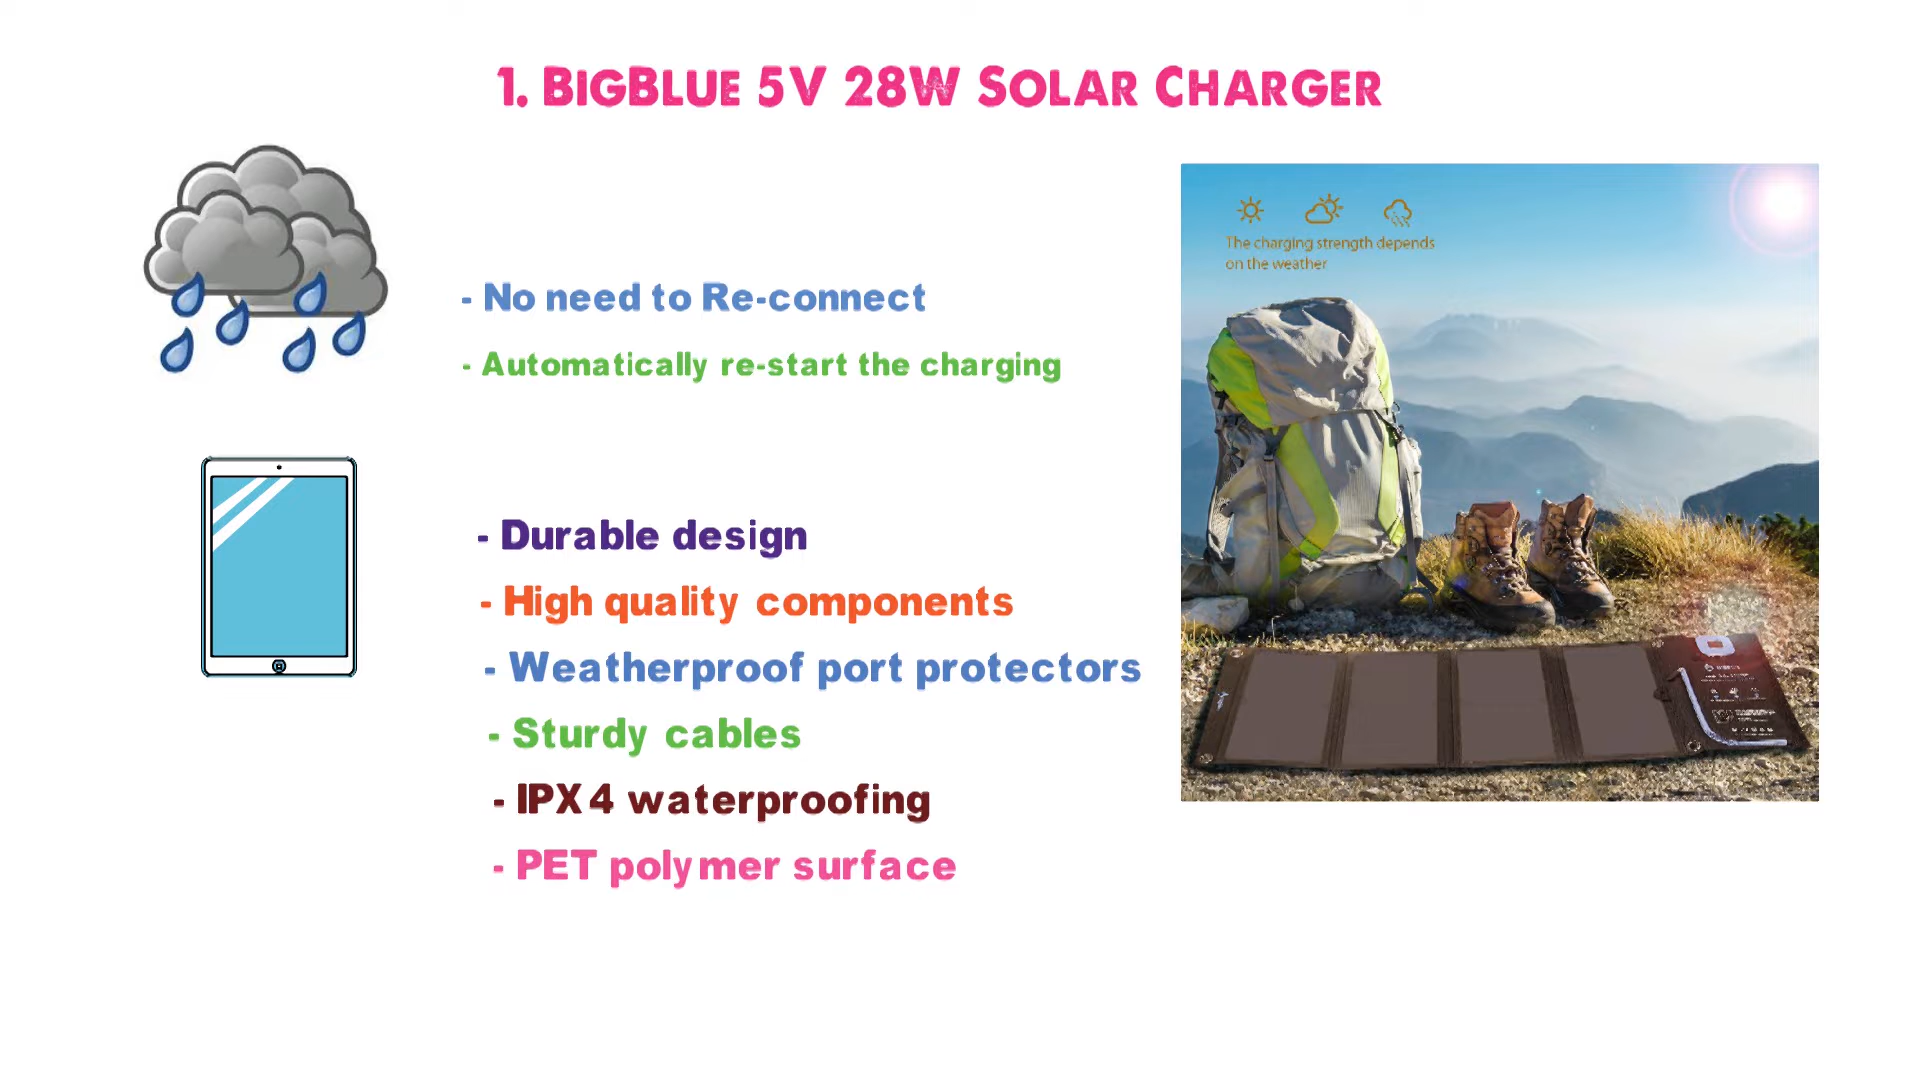 1. BIGBLUE 5V 28W SOLAR CHARGER
The charging strength depends
on the weather
- No need to Re-connect
- Automatically re-start the charging
- Durable design
- High quality components
- Weatherproof port protectors
- Sturdy cables
- IPX4 waterproofing
- PET polymer surface